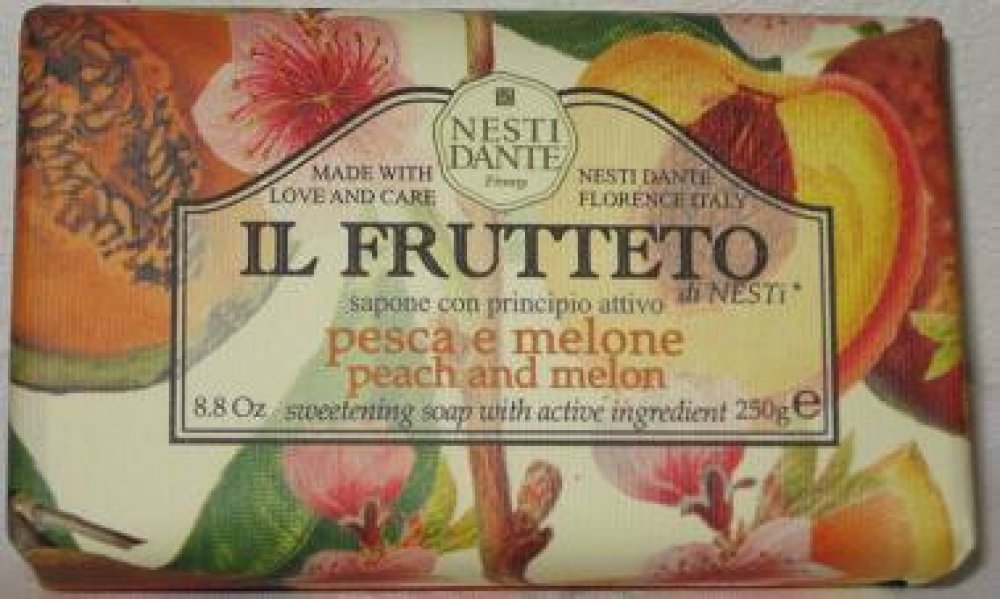 NESTI
DANTE
Firenze
MADE WITH
LOVE AND CARE
NESTI DANTE
FLORENCE ITALY
IL FRUTTETO
di NESTI*
sapone con principio attivo
pesca e melone
peach and melon
8.8 Oz sweetening soap with active ingredient 250g e